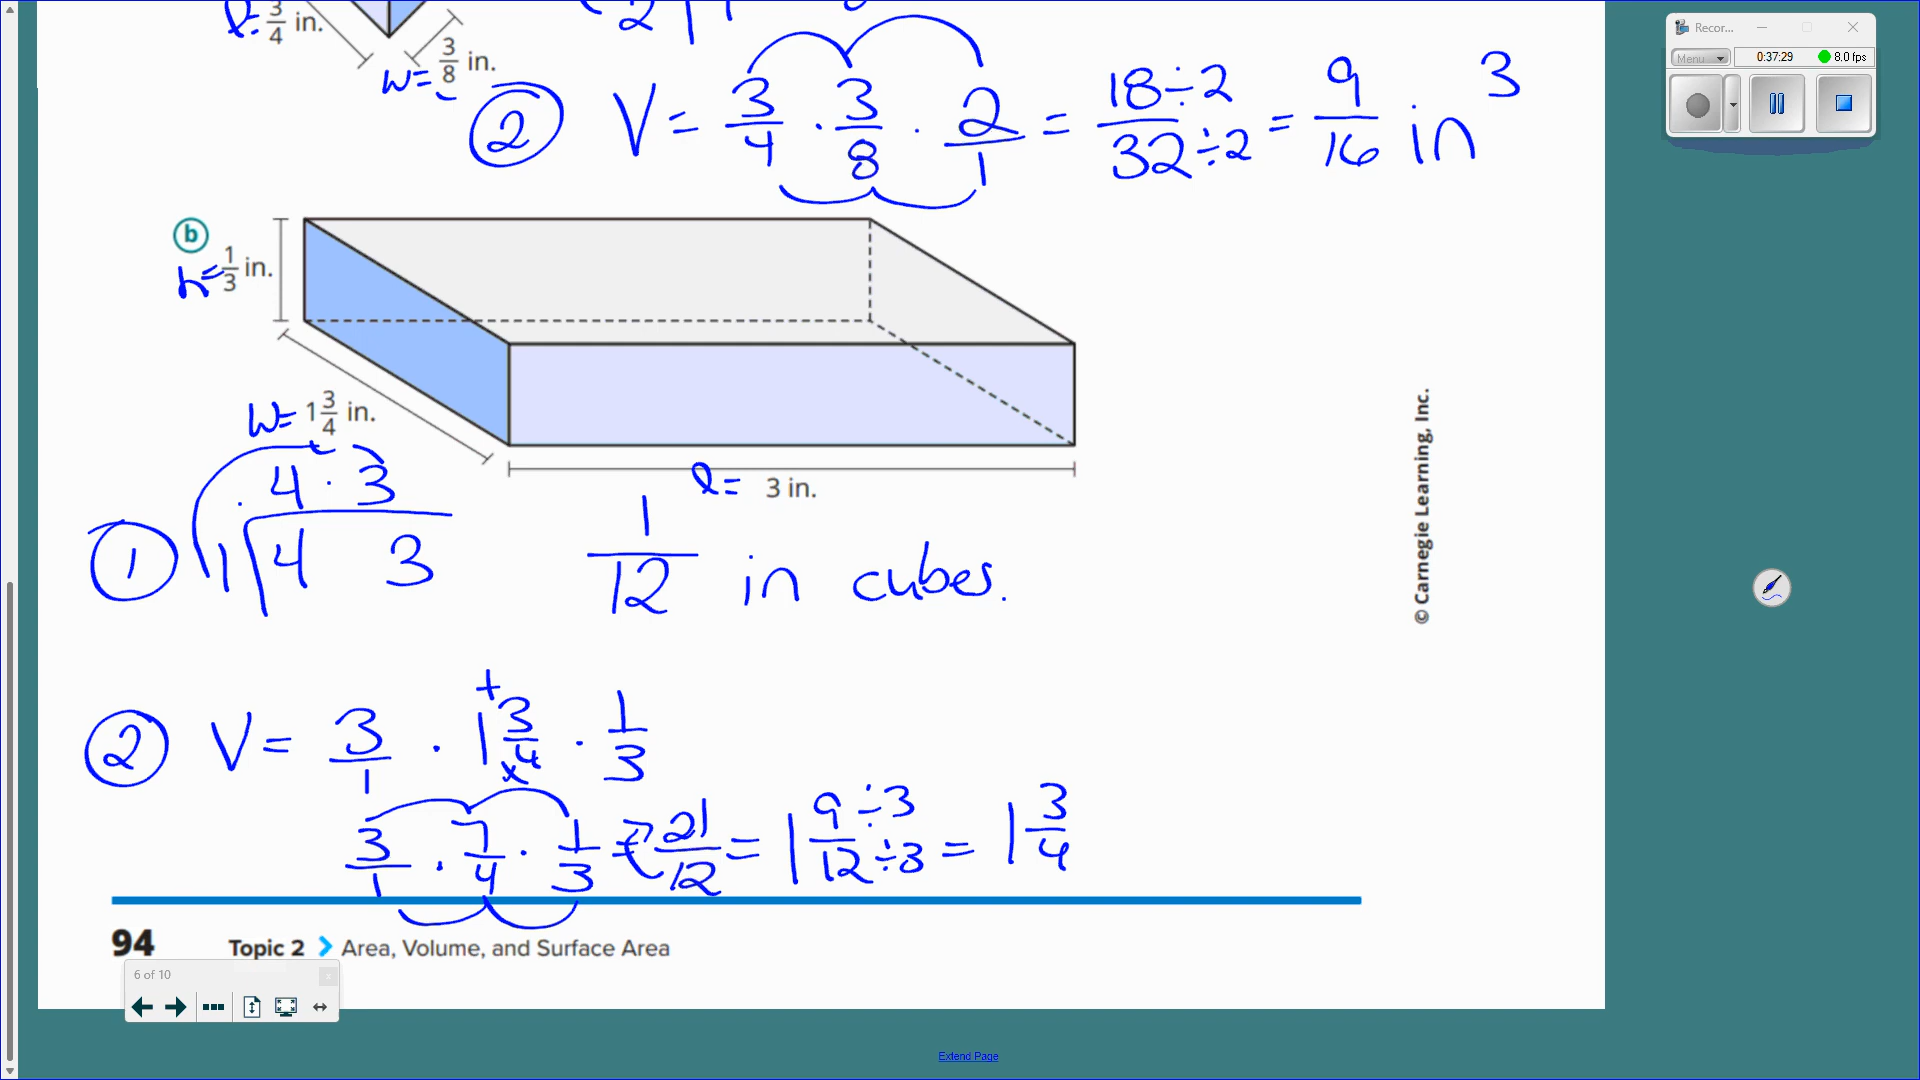 l = 3/4 in.
w = 3/8 in.
② V = 3/4 · 3/8 · 2/1 = 18÷2/32÷2 = 9/16 in 3
b
h = 1/3 in.
W = 1 3/4 in.
l = 3 in.
4 · 3
① 1 4 3
1/12 in cubes.
② V = 3/1 · 1 3/4 · 1/3
+
x
3/1 · 7/4 · 1/3 = 21/12 = 1 9÷3/12÷3 = 1 3/4
94 Topic 2 > Area, Volume, and Surface Area
© Carnegie Learning, Inc.
6 of 10
Extend Page
Recor...
Menu 0:37:29 8.0 fps